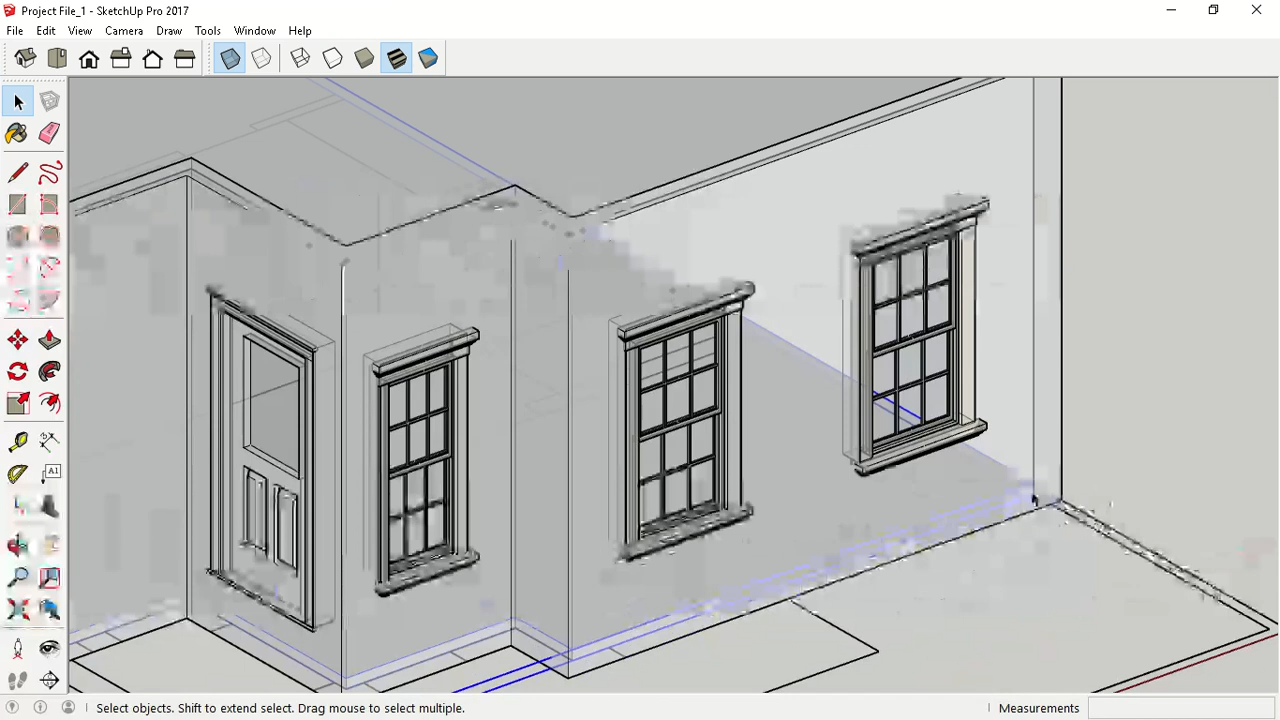 Project File_1 - SketchUp Pro 2017
File Edit View Camera Draw Tools Window Help
A1
Select objects. Shift to extend select. Drag mouse to select multiple.
Measurements